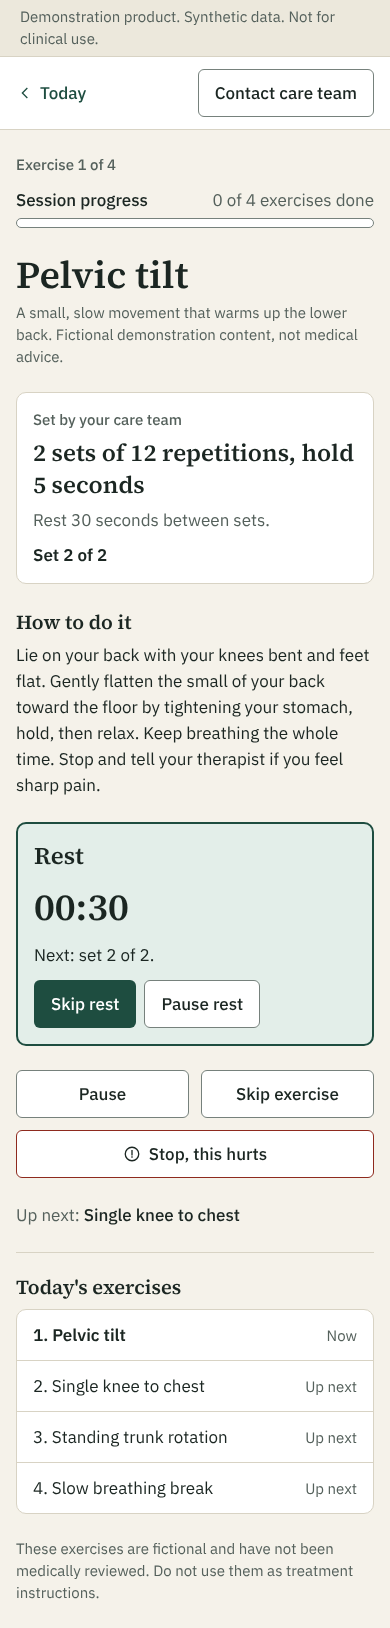 Demonstration product. Synthetic data. Not for
clinical use.
Today
Contact care team
Exercise 1 of 4
Session progress
0 of 4 exercises done
Pelvic tilt
A small, slow movement that warms up the lower
back. Fictional demonstration content, not medical
advice.
Set by your care team
2 sets of 12 repetitions, hold
5 seconds
Rest 30 seconds between sets.
Set 2 of 2
How to do it
Lie on your back with your knees bent and feet
flat. Gently flatten the small of your back
toward the floor by tightening your stomach,
hold, then relax. Keep breathing the whole
time. Stop and tell your therapist if you feel
sharp pain.
Rest
00:30
Next: set 2 of 2.
Skip rest
Pause rest
Pause
Skip exercise
Stop, this hurts
Up next: Single knee to chest
Today's exercises
1. Pelvic tilt
Now
2. Single knee to chest
Up next
3. Standing trunk rotation
Up next
4. Slow breathing break
Up next
These exercises are fictional and have not been
medically reviewed. Do not use them as treatment
instructions.